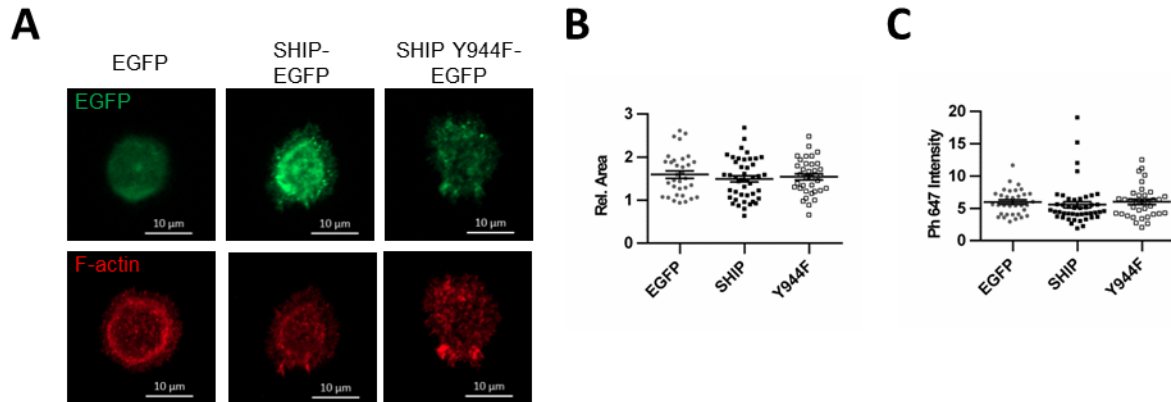 A
EGFP
SHIP-
EGFP
SHIP Y944F-
EGFP
EGFP
10 µm
10 µm
10 µm
F-actin
10 µm
10 µm
10 µm
B
Rel. Area
3
2
1
0
EGFP
SHIP
Y944F
C
Ph 647 Intensity
20
15
10
5
0
EGFP
SHIP
Y944F